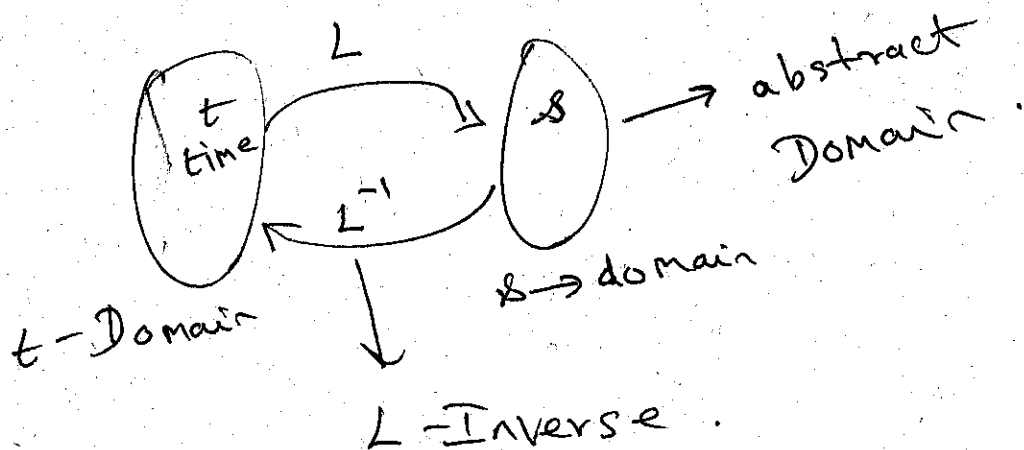 L
t
time
s
abstract
Domain.
L⁻¹
t-Domain
s→domain
L-Inverse.